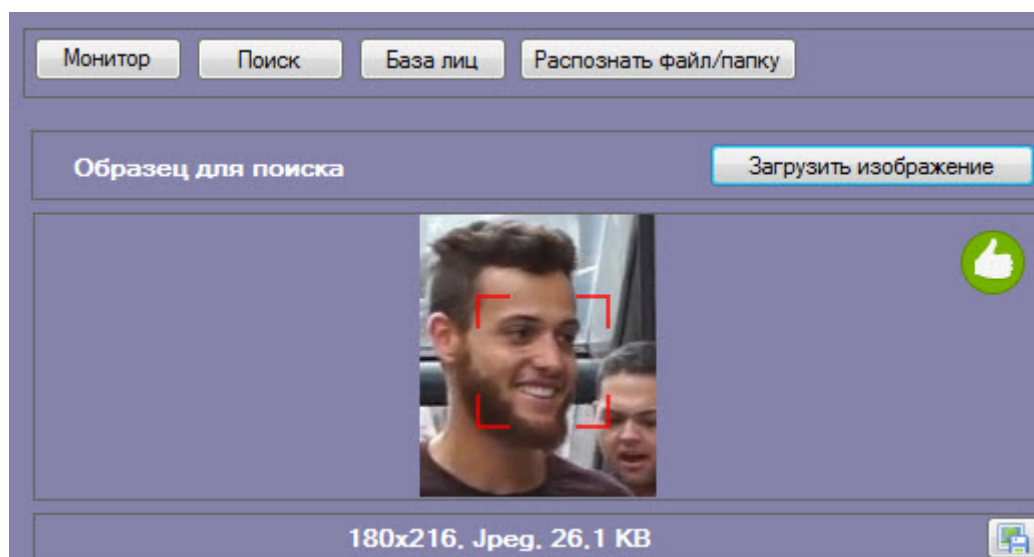 Монитор Поиск База лиц Распознать файл/папку
Образец для поиска Загрузить изображение
180x216, Jpeg, 26,1 KB